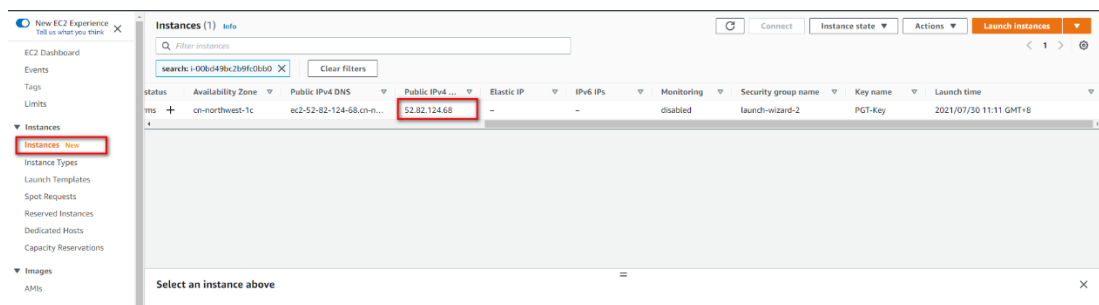 New EC2 Experience
Tell us what you think
EC2 Dashboard
Events
Tags
Limits
Instances
Instances New
Instance Types
Launch Templates
Spot Requests
Reserved Instances
Dedicated Hosts
Capacity Reservations
Images
AMIs
Instances (1) Info
Connect Instance state Actions Launch instances
Filter instances
1
search: i-00bd49bc2b9fc0bb0 Clear filters
status Availability Zone Public IPv4 DNS Public IPv4 ... Elastic IP IPv6 IPs Monitoring Security group name Key name Launch time
rms + cn-northwest-1c ec2-52-82-124-68.cn-n... 52.82.124.68 – – disabled launch-wizard-2 PGT-Key 2021/07/30 11:11 GMT+8
Select an instance above